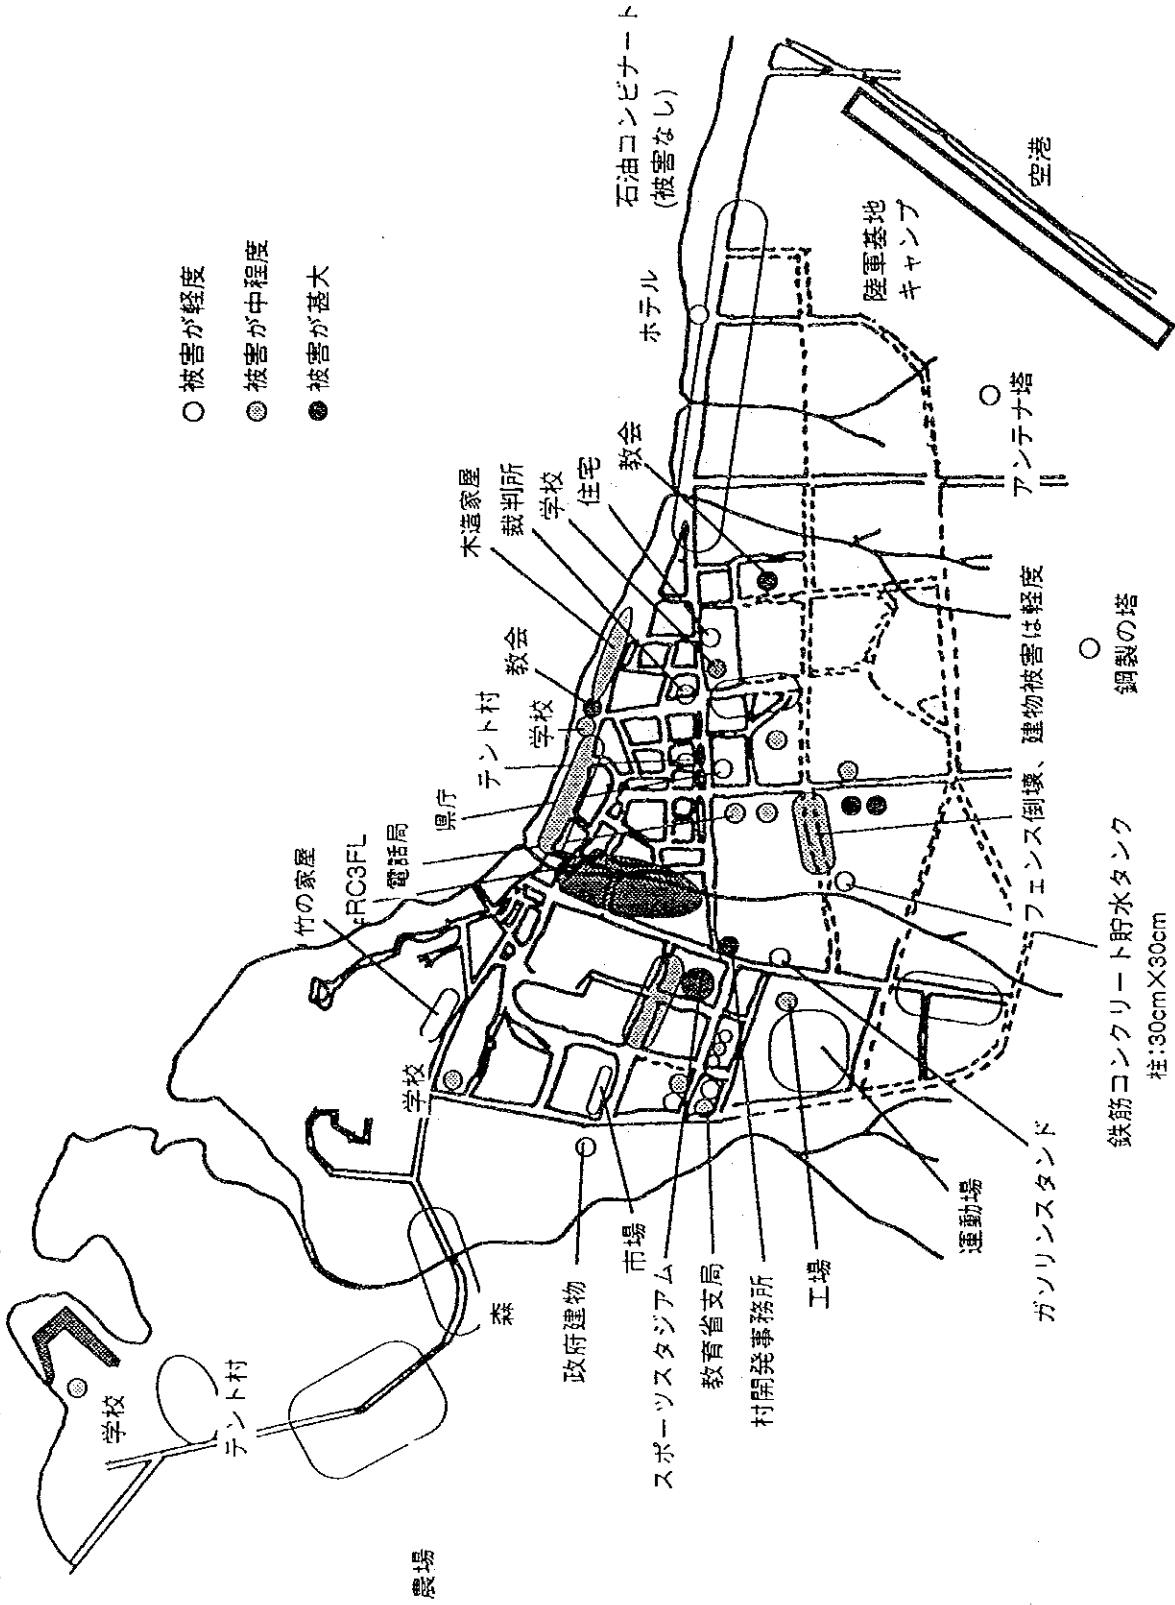 被害が軽度
被害が中程度
被害が甚大
石油コンビナート
(被害なし)
ホテル
陸軍基地
キャンプ
空港
アンテナ塔
木造家屋
裁判所
学校
住宅
教会
教会
学校
テント村
県庁
電話局
RC3FL
竹の家屋
学校
フェンス倒壊、建物被害は軽度
鋼製の塔
鉄筋コンクリート貯水タンク
柱:30cm×30cm
ガソリンスタンド
運動場
工場
村開発事務所
教育省支局
スポーツスタジアム
市場
政府建物
森
テント村
学校
農場